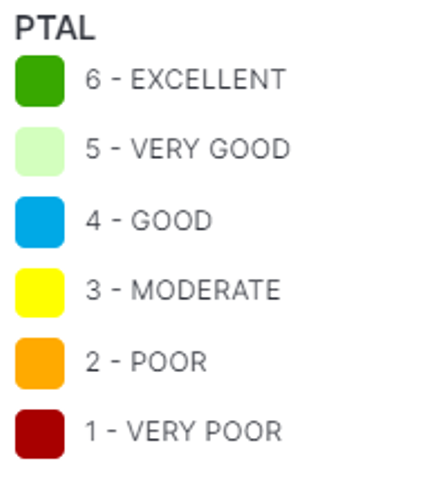 PTAL
6 - EXCELLENT
5 - VERY GOOD
4 - GOOD
3 - MODERATE
2 - POOR
1 - VERY POOR